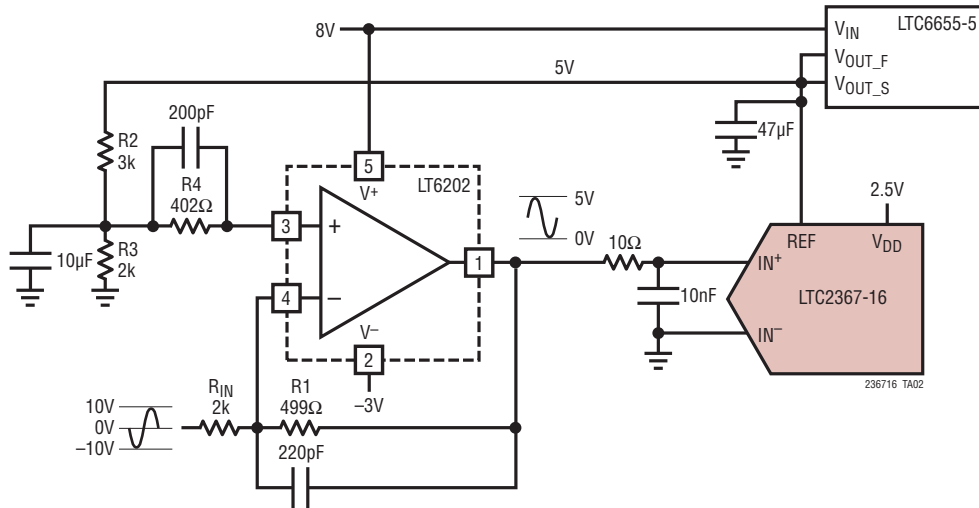 8V
V_IN
LTC6655-5
V_OUT_F
5V
V_OUT_S
200pF
47µF
R2
3k
R4
402Ω
5
V+
LT6202
3
+
5V
0V
2.5V
10Ω
REF
V_DD
10µF
R3
2k
1
IN+
4
–
10nF
LTC2367-16
V–
2
IN–
–3V
236716 TA02
R_IN
2k
R1
499Ω
10V
0V
–10V
220pF